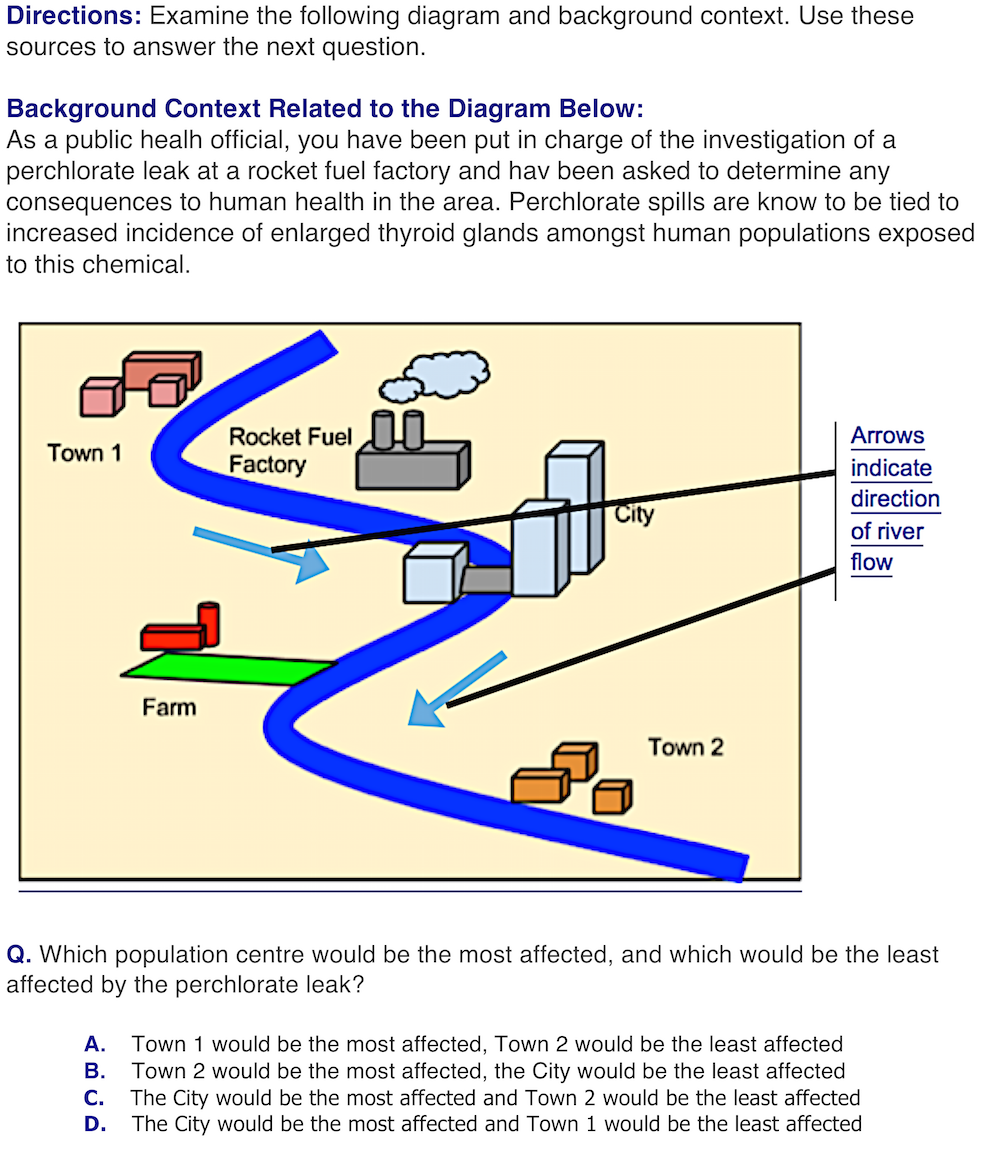 Directions: Examine the following diagram and background context. Use these
sources to answer the next question.
Background Context Related to the Diagram Below:
As a public healh official, you have been put in charge of the investigation of a
perchlorate leak at a rocket fuel factory and hav been asked to determine any
consequences to human health in the area. Perchlorate spills are know to be tied to
increased incidence of enlarged thyroid glands amongst human populations exposed
to this chemical.
Town 1
Rocket Fuel
Factory
City
Arrows
indicate
direction
of river
flow
Farm
Town 2
Q. Which population centre would be the most affected, and which would be the least
affected by the perchlorate leak?
A. Town 1 would be the most affected, Town 2 would be the least affected
B. Town 2 would be the most affected, the City would be the least affected
C. The City would be the most affected and Town 2 would be the least affected
D. The City would be the most affected and Town 1 would be the least affected